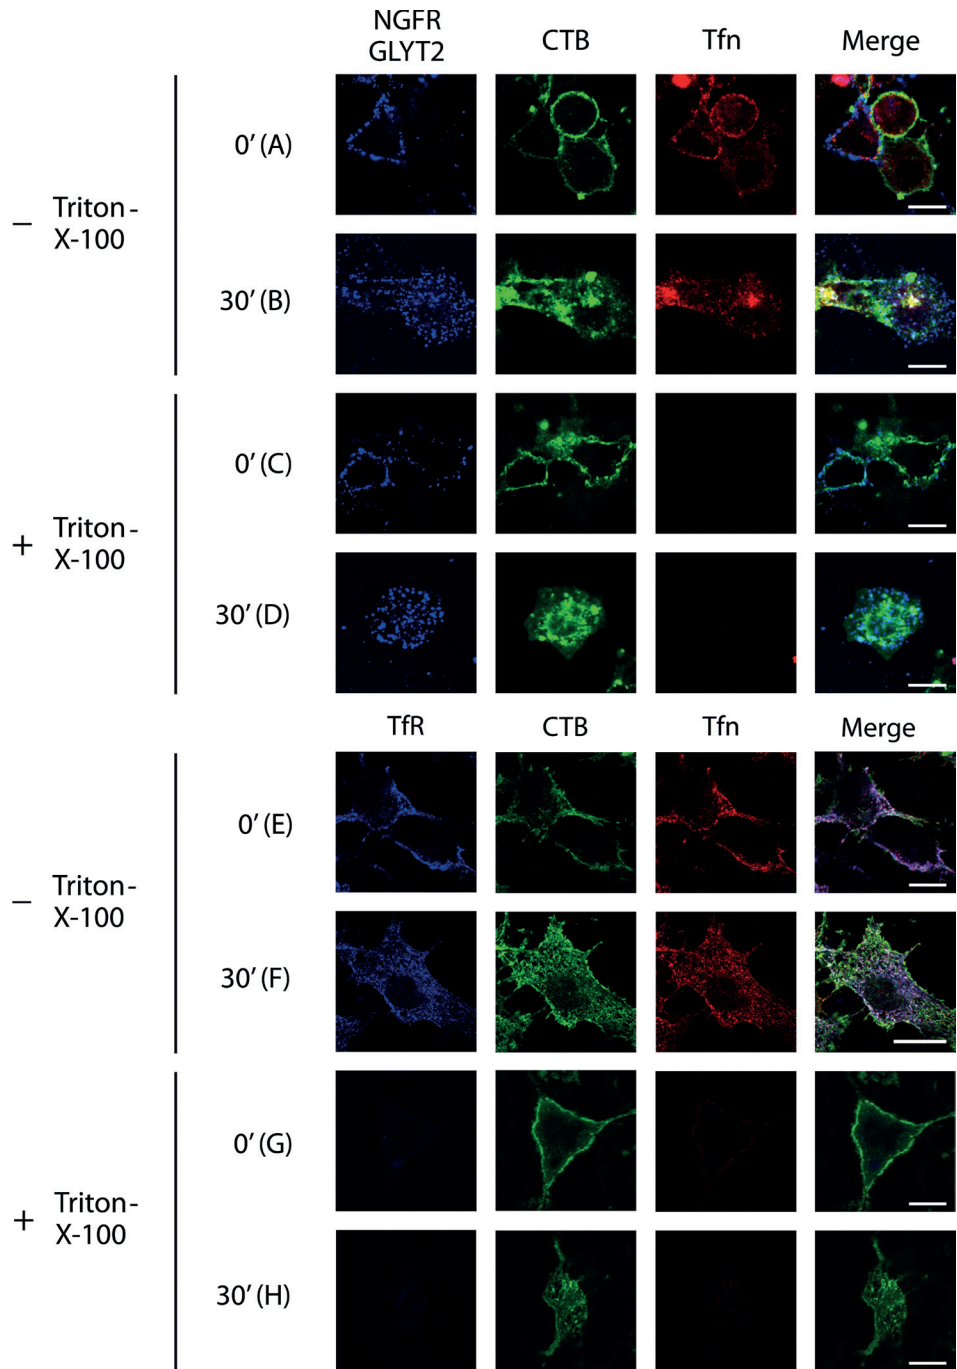 NGFR
GLYT2
CTB
Tfn
Merge
0′ (A)
− Triton-
X-100
30′ (B)
0′ (C)
+ Triton-
X-100
30′ (D)
TfR
CTB
Tfn
Merge
0′ (E)
− Triton-
X-100
30′ (F)
0′ (G)
+ Triton-
X-100
30′ (H)